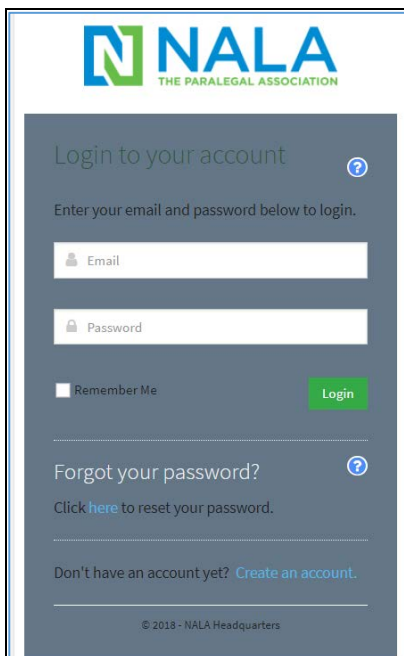 NALA
THE PARALEGAL ASSOCIATION
Login to your account
?
Enter your email and password below to login.
Email
Password
Remember Me
Login
Forgot your password?
?
Click here to reset your password.
Don't have an account yet? Create an account.
© 2018 - NALA Headquarters